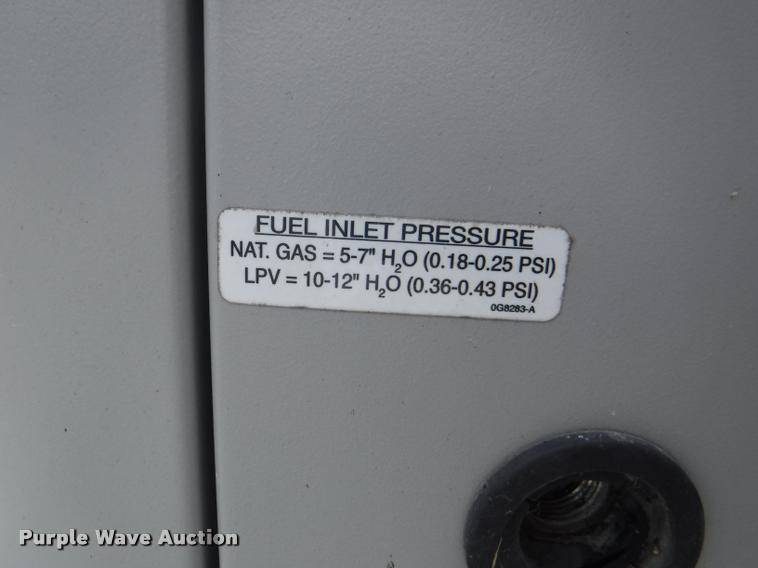 FUEL INLET PRESSURE
NAT. GAS = 5-7" H₂O (0.18-0.25 PSI)
LPV = 10-12" H₂O (0.36-0.43 PSI)
0G8283-A
Purple Wave Auction®